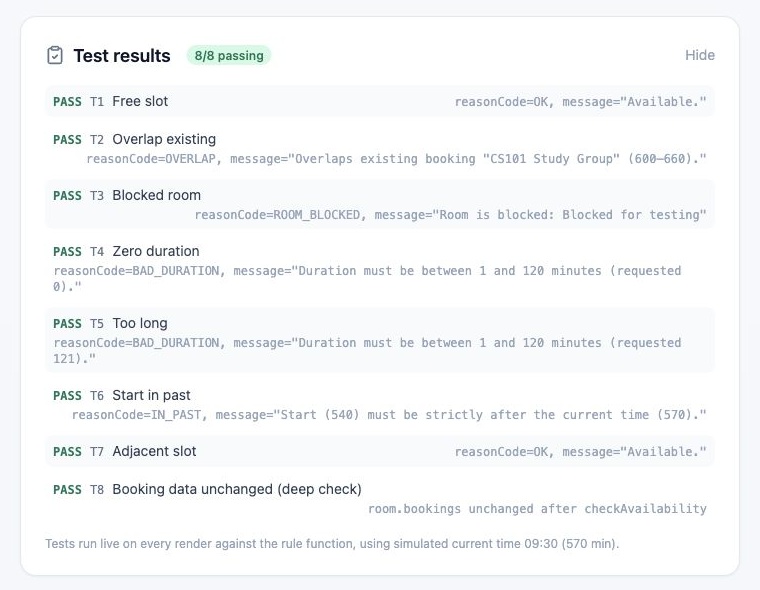 Test results 8/8 passing Hide
PASS T1 Free slot reasonCode=OK, message="Available."
PASS T2 Overlap existing
reasonCode=OVERLAP, message="Overlaps existing booking "CS101 Study Group" (600–660)."
PASS T3 Blocked room
reasonCode=ROOM_BLOCKED, message="Room is blocked: Blocked for testing"
PASS T4 Zero duration
reasonCode=BAD_DURATION, message="Duration must be between 1 and 120 minutes (requested
0)."
PASS T5 Too long
reasonCode=BAD_DURATION, message="Duration must be between 1 and 120 minutes (requested
121)."
PASS T6 Start in past
reasonCode=IN_PAST, message="Start (540) must be strictly after the current time (570)."
PASS T7 Adjacent slot reasonCode=OK, message="Available."
PASS T8 Booking data unchanged (deep check)
room.bookings unchanged after checkAvailability
Tests run live on every render against the rule function, using simulated current time 09:30 (570 min).